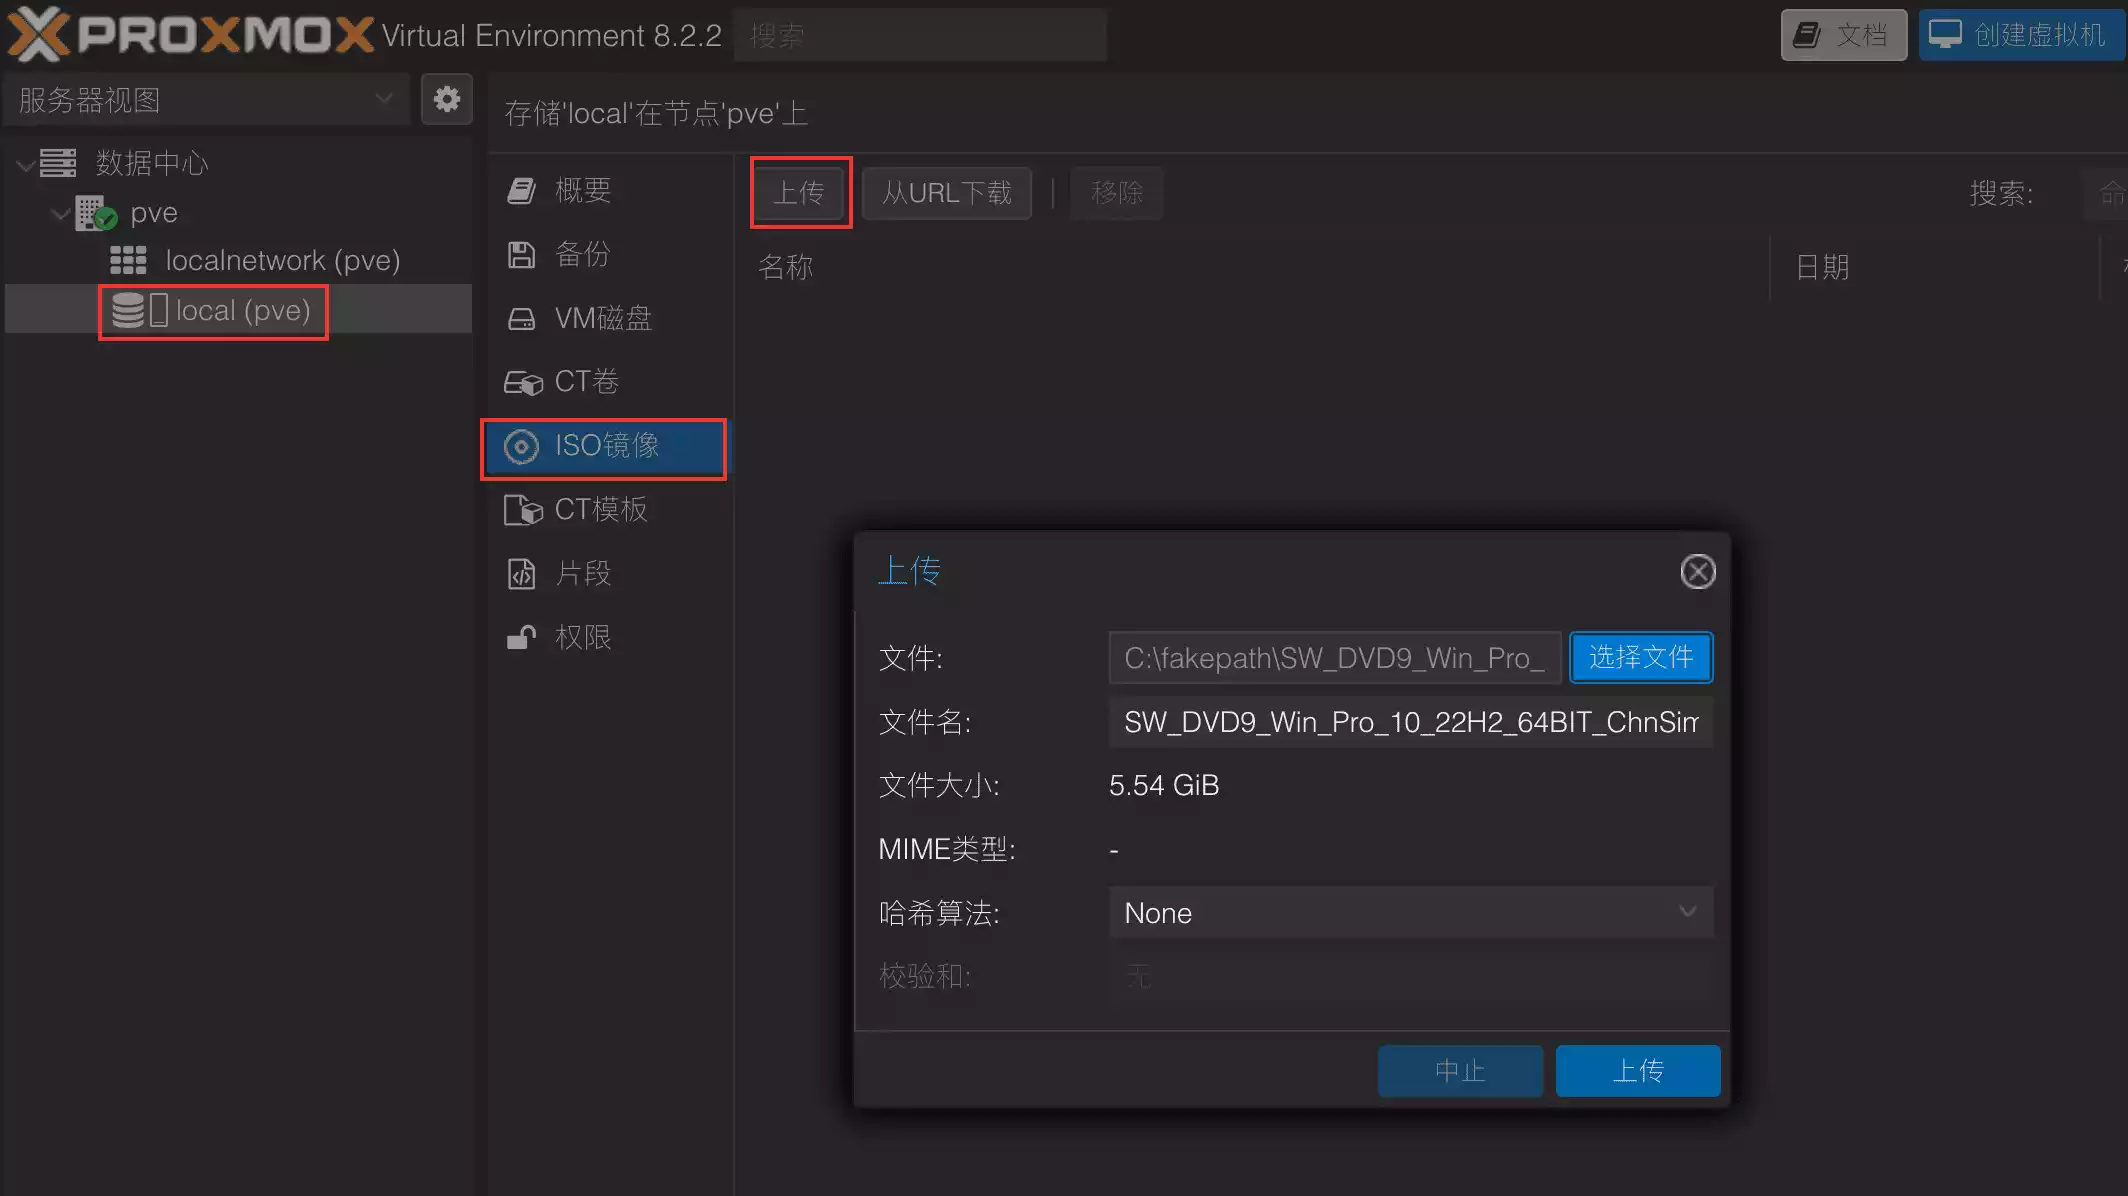 PROXMOX Virtual Environment 8.2.2
搜索
文档
创建虚拟机
服务器视图
数据中心
pve
localnetwork (pve)
local (pve)
存储'local'在节点'pve'上
概要
备份
VM磁盘
CT卷
ISO镜像
CT模板
片段
权限
上传
从URL下载
移除
搜索:
名称
日期
上传
文件:
C:\fakepath\SW_DVD9_Win_Pro_
选择文件
文件名:
SW_DVD9_Win_Pro_10_22H2_64BIT_ChnSim
文件大小:
5.54 GiB
MIME类型:
-
哈希算法:
None
校验和:
无
中止
上传